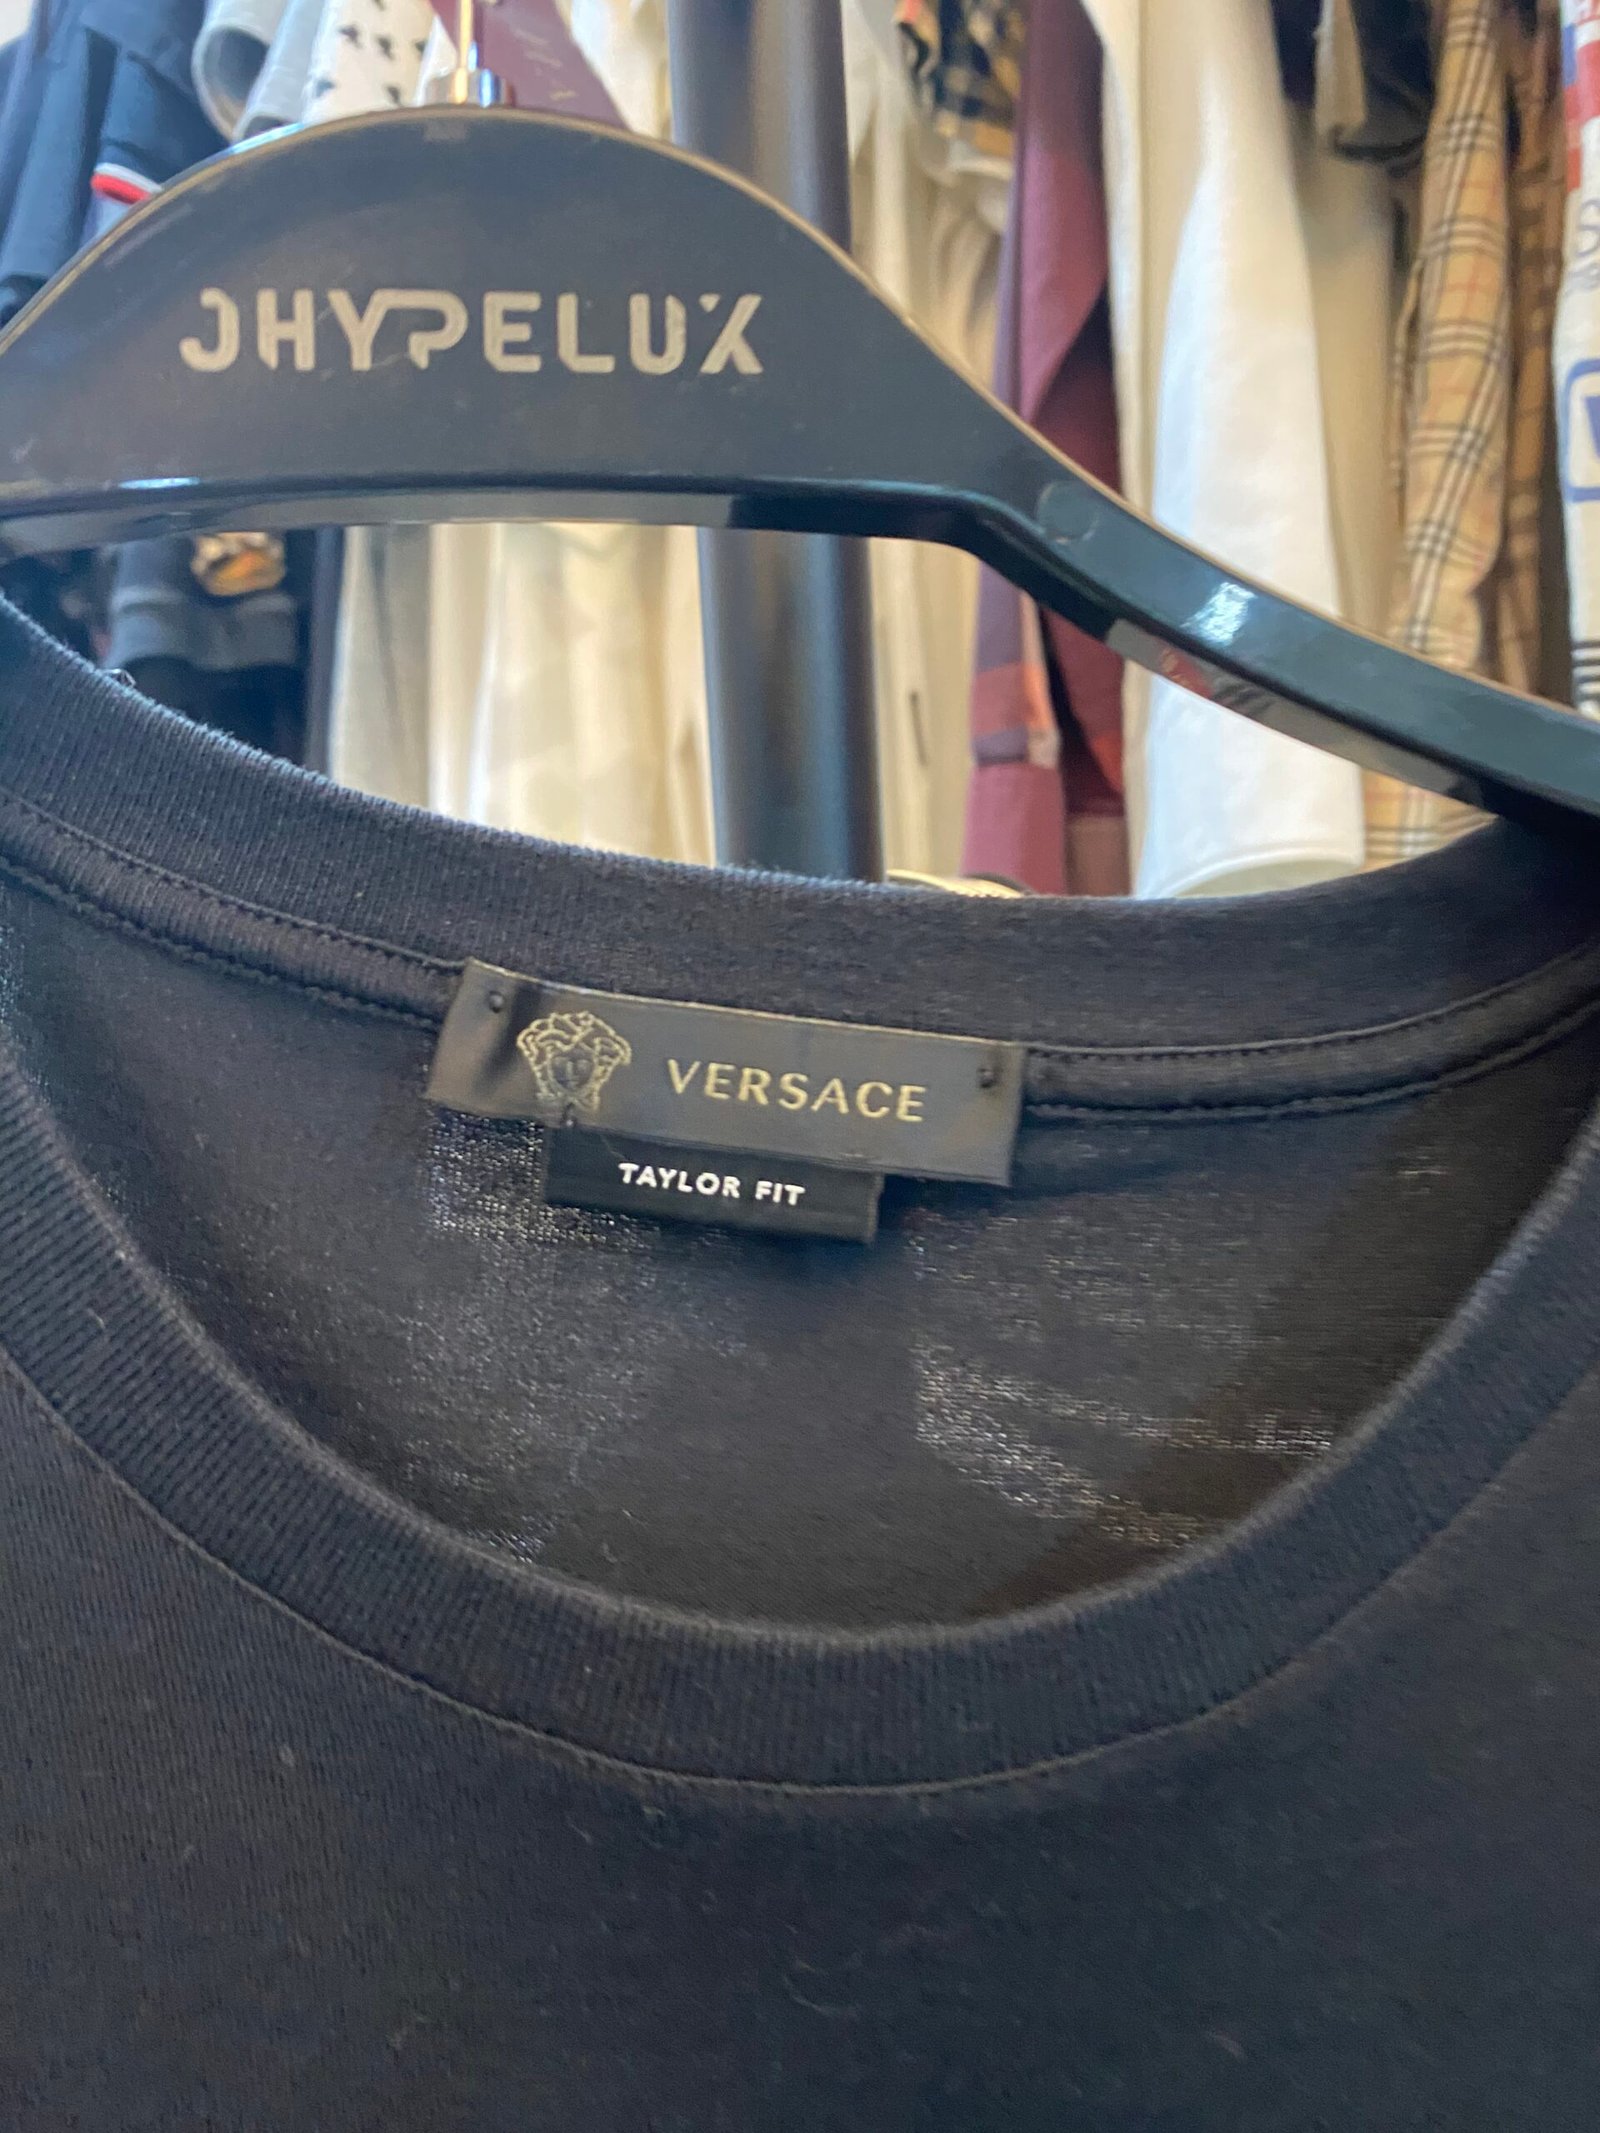 JHYPELUX
VERSACE
TAYLOR FIT